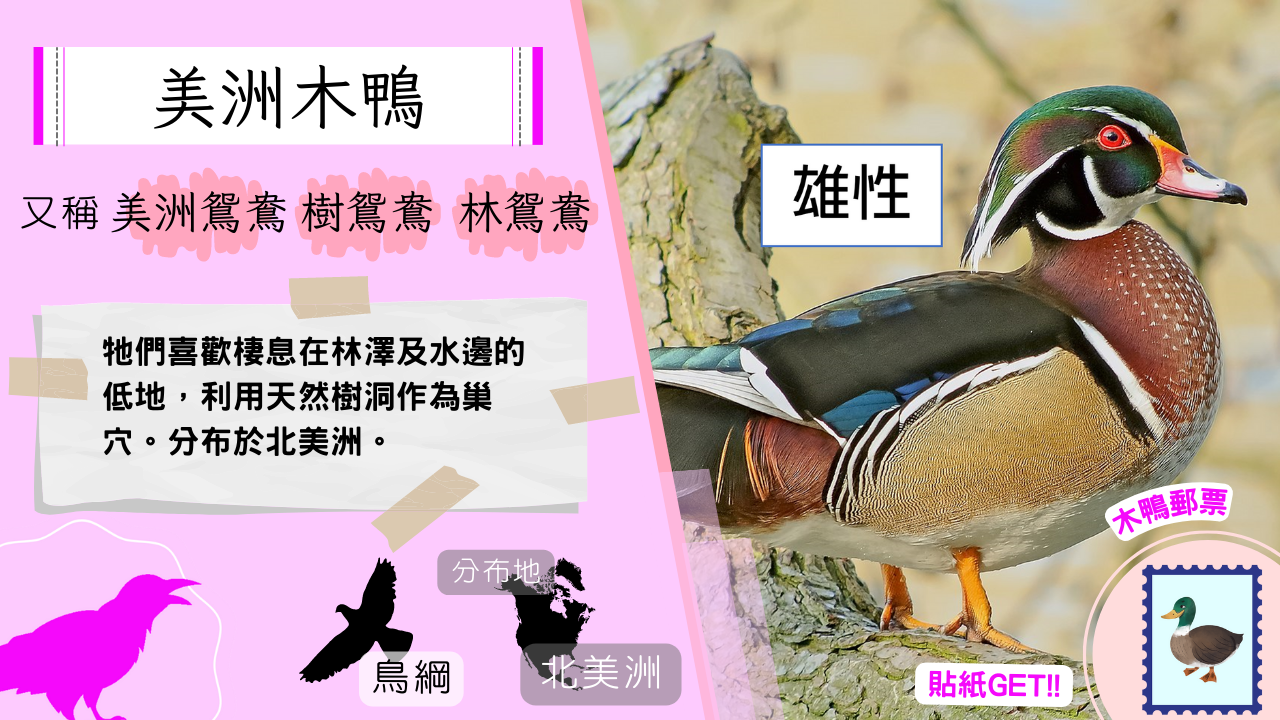 美洲木鴨
又稱 美洲鴛鴦 樹鴛鴦 林鴛鴦
牠們喜歡棲息在林澤及水邊的
低地，利用天然樹洞作為巢
穴。分布於北美洲。
分布地
鳥綱
北美洲
雄性
木鴨郵票
貼紙GET!!